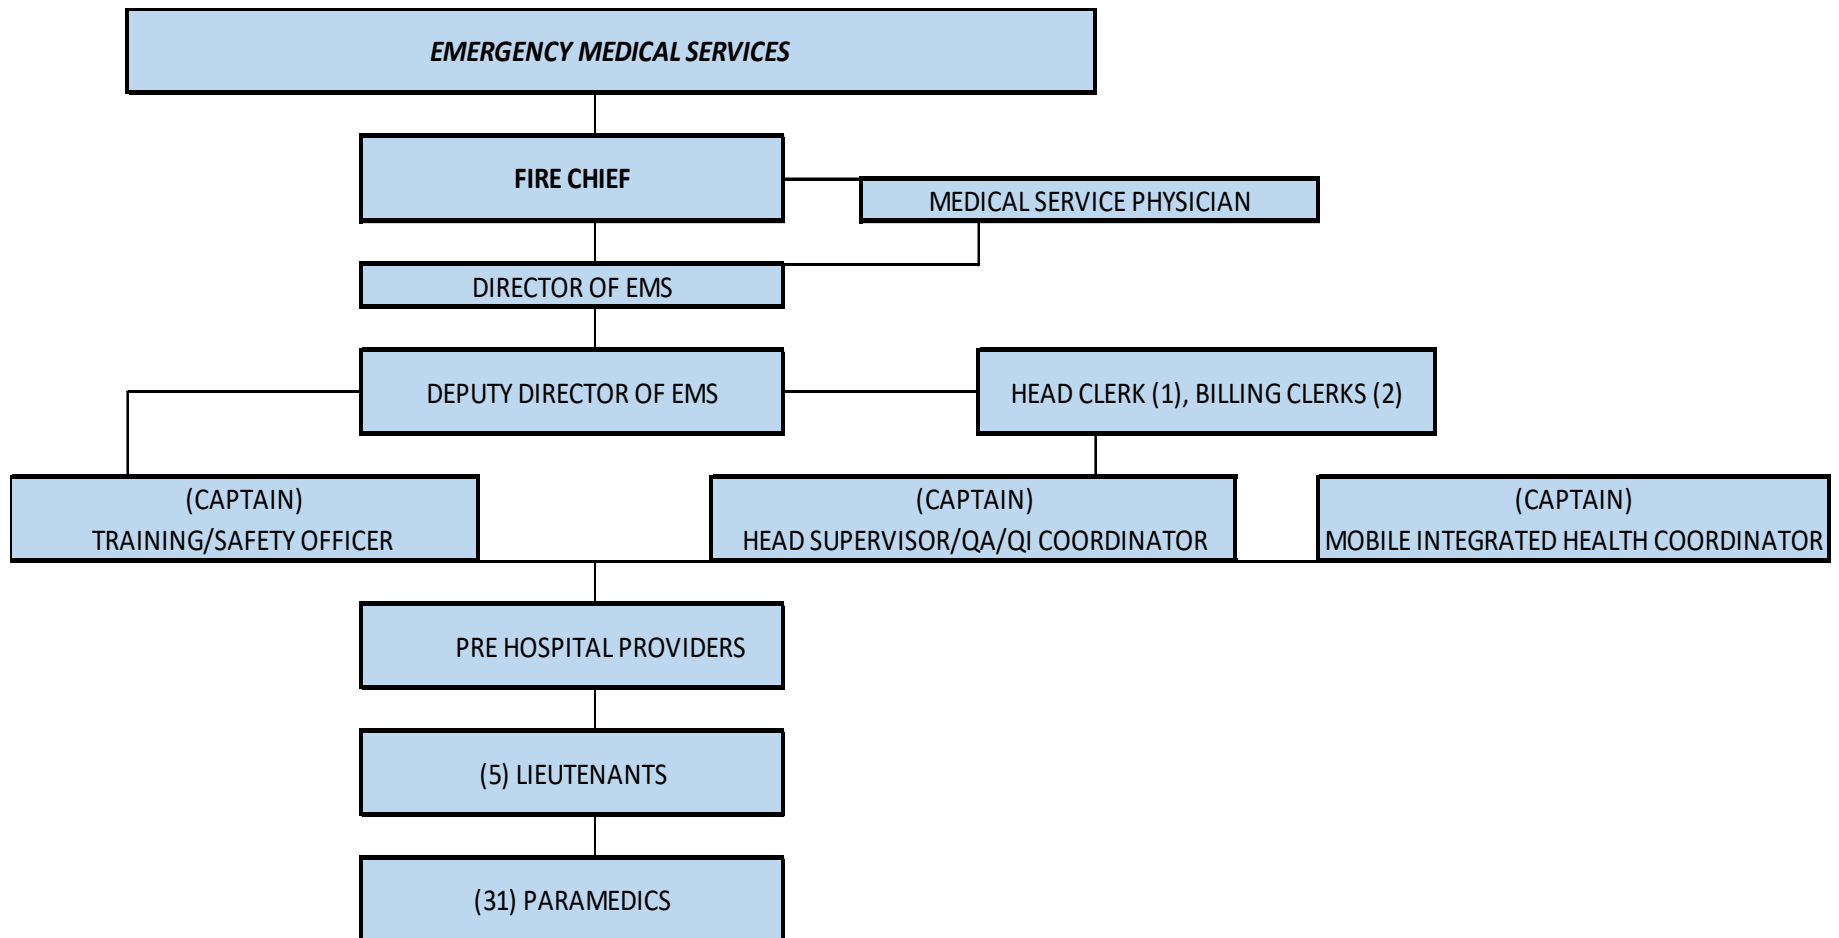 EMERGENCY MEDICAL SERVICES
FIRE CHIEF
MEDICAL SERVICE PHYSICIAN
DIRECTOR OF EMS
DEPUTY DIRECTOR OF EMS
HEAD CLERK (1), BILLING CLERKS (2)
(CAPTAIN)
TRAINING/SAFETY OFFICER
(CAPTAIN)
HEAD SUPERVISOR/QA/QI COORDINATOR
(CAPTAIN)
MOBILE INTEGRATED HEALTH COORDINATOR
PRE HOSPITAL PROVIDERS
(5) LIEUTENANTS
(31) PARAMEDICS